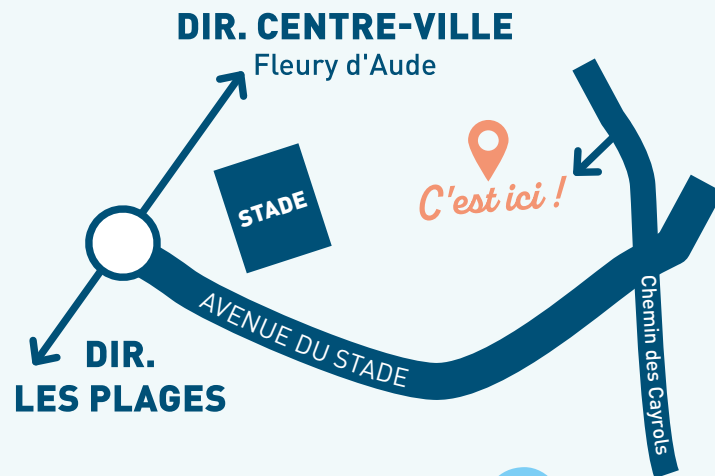 DIR. CENTRE-VILLE
Fleury d'Aude
STADE
C'est ici !
AVENUE DU STADE
Chemin des Cayrols
DIR.
LES PLAGES